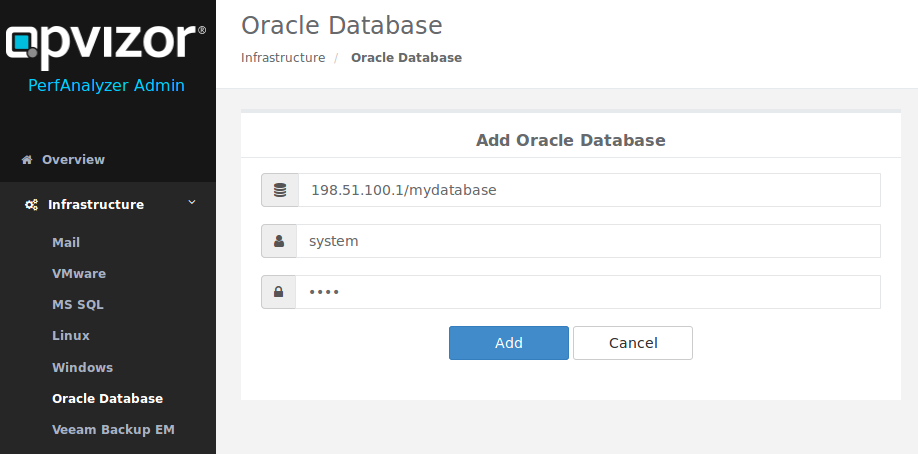 opvizor®
PerfAnalyzer Admin
Overview
Infrastructure
Mail
VMware
MS SQL
Linux
Windows
Oracle Database
Veeam Backup EM
Oracle Database
Infrastructure / Oracle Database
Add Oracle Database
198.51.100.1/mydatabase
system
••••
Add Cancel